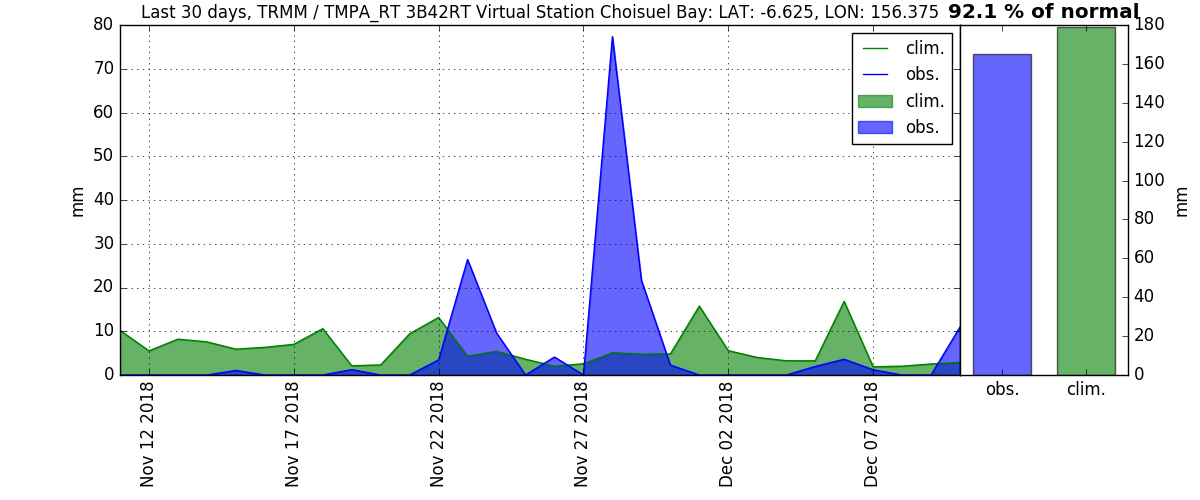 Last 30 days, TRMM / TMPA_RT 3B42RT Virtual Station Choisuel Bay: LAT: -6.625, LON: 156.375
92.1 % of normal
80
70
60
50
40
30
20
10
0
mm
clim.
obs.
clim.
obs.
Nov 12 2018
Nov 17 2018
Nov 22 2018
Nov 27 2018
Dec 02 2018
Dec 07 2018
180
160
140
120
100
80
60
40
20
0
mm
obs.
clim.